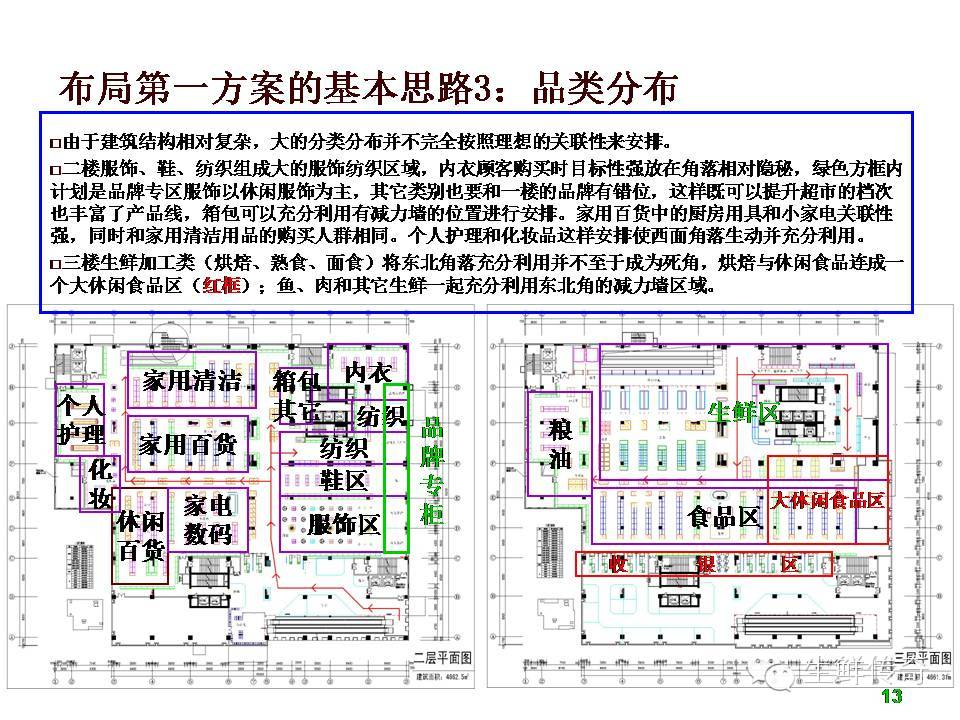 布局第一方案的基本思路3：品类分布
□由于建筑结构相对复杂，大的分类分布并不完全按照理想的关联性来安排。
□二楼服饰、鞋、纺织组成大的服饰纺织区域，内衣顾客购买时目标性强放在角落相对隐秘，绿色方框内
计划是品牌专区服饰以休闲服饰为主，其它类别也要和一楼的品牌有错位，这样既可以提升超市的档次
也丰富了产品线，箱包可以充分利用有减力墙的位置进行安排。家用百货中的厨房用具和小家电关联性
强，同时和家用清洁用品的购买人群相同。个人护理和化妆品这样安排使西面角落生动并充分利用。
□三楼生鲜加工类（烘焙、熟食、面食）将东北角落充分利用并不至于成为死角，烘焙与休闲食品连成一
个大休闲食品区（红框）；鱼、肉和其它生鲜一起充分利用东北角的减力墙区域。
家用清洁
箱包
其它
内衣
个人
护理
纺织
家用百货
品牌专柜
纺织
化妆
鞋区
休闲
百货
家电
数码
服饰区
二层平面图
建筑面积：4862.5㎡
生鲜区
粮油
大休闲食品区
食品区
收银区
三层平面图
生鲜传奇
13